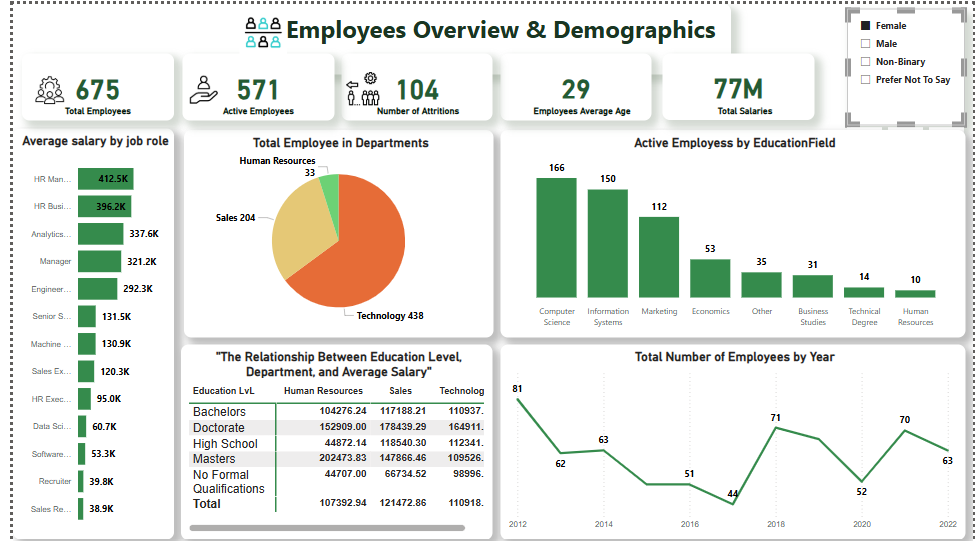 Employees Overview & Demographics
Female
Male
Non-Binary
Prefer Not To Say
675
Total Employees
571
Active Employees
104
Number of Attritions
29
Employees Average Age
77M
Total Salaries
Average salary by job role
HR Man... 412.5K
HR Busi... 396.2K
Analytics... 337.6K
Manager 321.2K
Engineer... 292.3K
Senior S... 131.5K
Machine ... 130.9K
Sales Ex... 120.3K
HR Exec... 95.0K
Data Sci... 60.7K
Software... 53.3K
Recruiter 39.8K
Sales Re... 38.9K
Total Employee in Departments
Human Resources
33
Sales 204
Technology 438
Active Employess by EducationField
166
150
112
53
35
31
14
10
Computer Science
Information Systems
Marketing
Economics
Other
Business Studies
Technical Degree
Human Resources
"The Relationship Between Education Level,
Department, and Average Salary"
Education LvL Human Resources Sales Technolog
Bachelors 104276.24 117188.21 110937.
Doctorate 152909.00 178439.29 164911.
High School 44872.14 118540.30 112341.
Masters 202473.83 147866.46 109526.
No Formal 44707.00 66734.52 98996.
Qualifications
Total 107392.94 121472.86 110918.
Total Number of Employees by Year
81
62
63
51
44
71
52
70
63
2012 2014 2016 2018 2020 2022